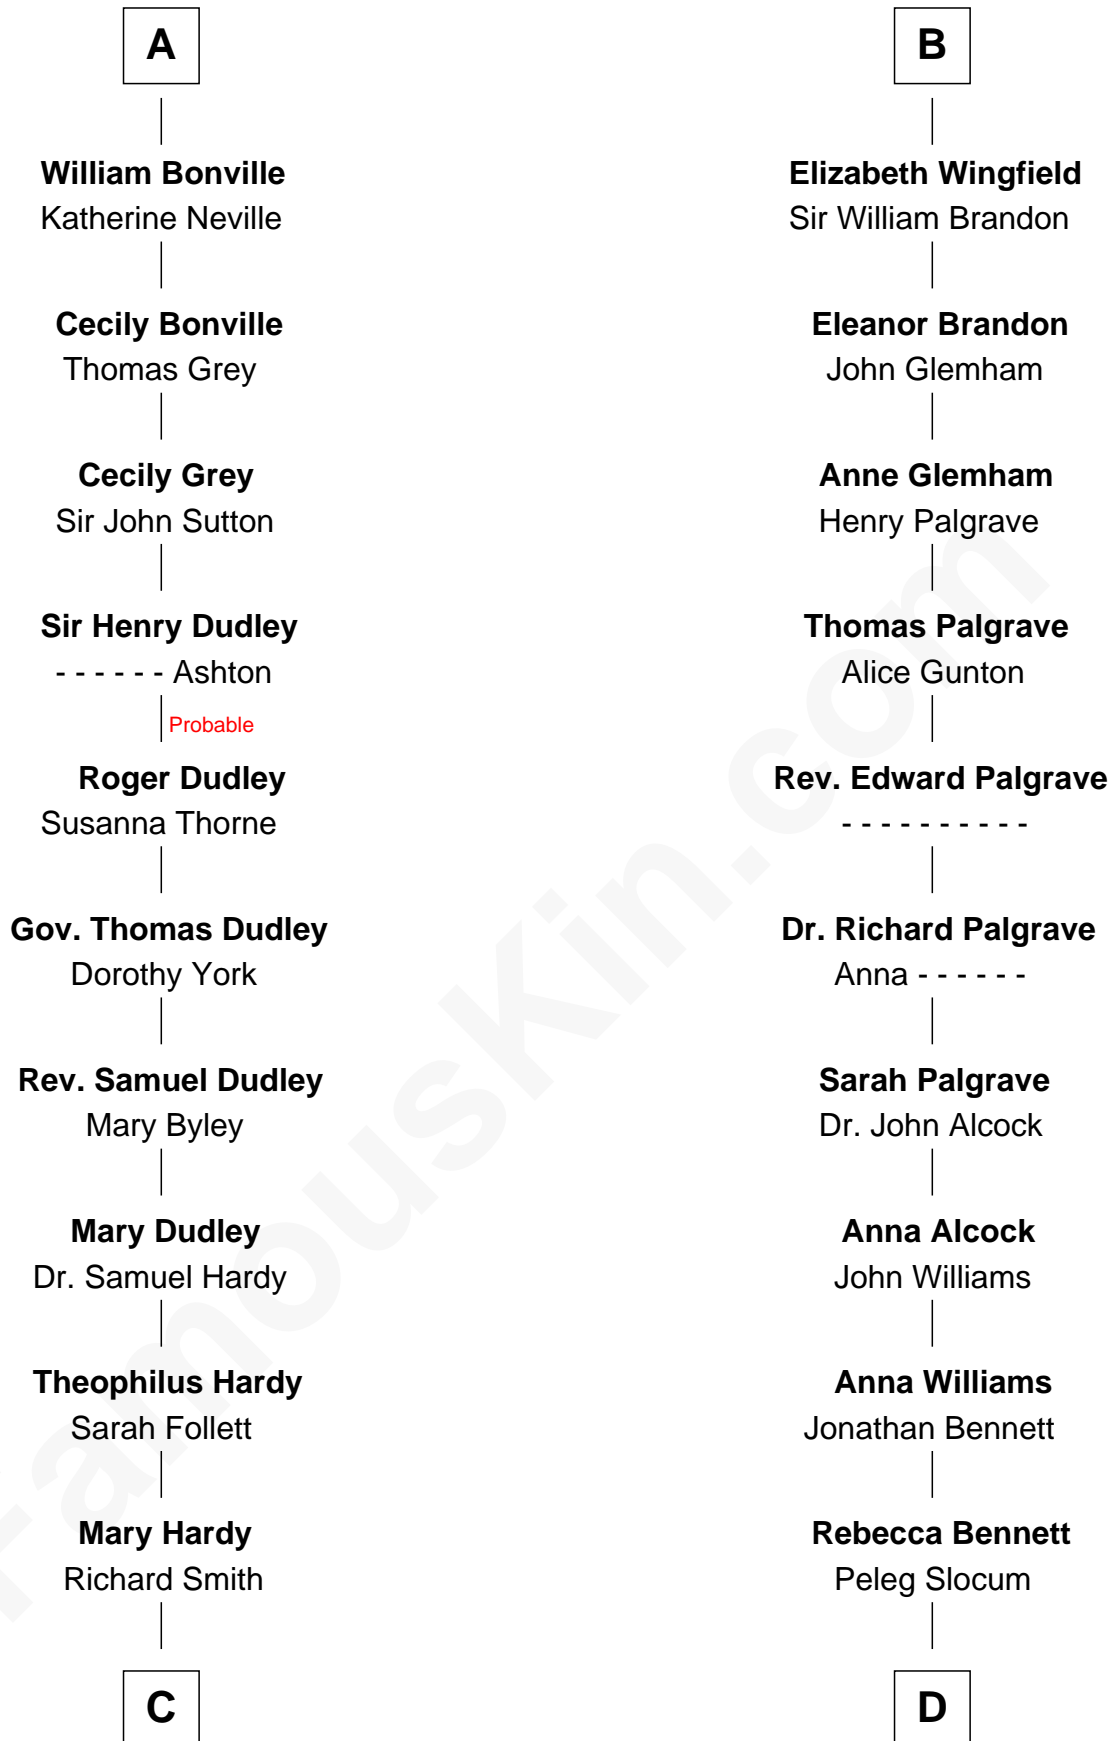 A
William Bonville
Katherine Neville
Cecily Bonville
Thomas Grey
Cecily Grey
Sir John Sutton
Sir Henry Dudley
- - - - - - Ashton
Probable
Roger Dudley
Susanna Thorne
Gov. Thomas Dudley
Dorothy York
Rev. Samuel Dudley
Mary Byley
Mary Dudley
Dr. Samuel Hardy
Theophilus Hardy
Sarah Follett
Mary Hardy
Richard Smith
C
B
Elizabeth Wingfield
Sir William Brandon
Eleanor Brandon
John Glemham
Anne Glemham
Henry Palgrave
Thomas Palgrave
Alice Gunton
Rev. Edward Palgrave
- - - - - - - - - -
Dr. Richard Palgrave
Anna - - - - - -
Sarah Palgrave
Dr. John Alcock
Anna Alcock
John Williams
Anna Williams
Jonathan Bennett
Rebecca Bennett
Peleg Slocum
D
FamousKin.com